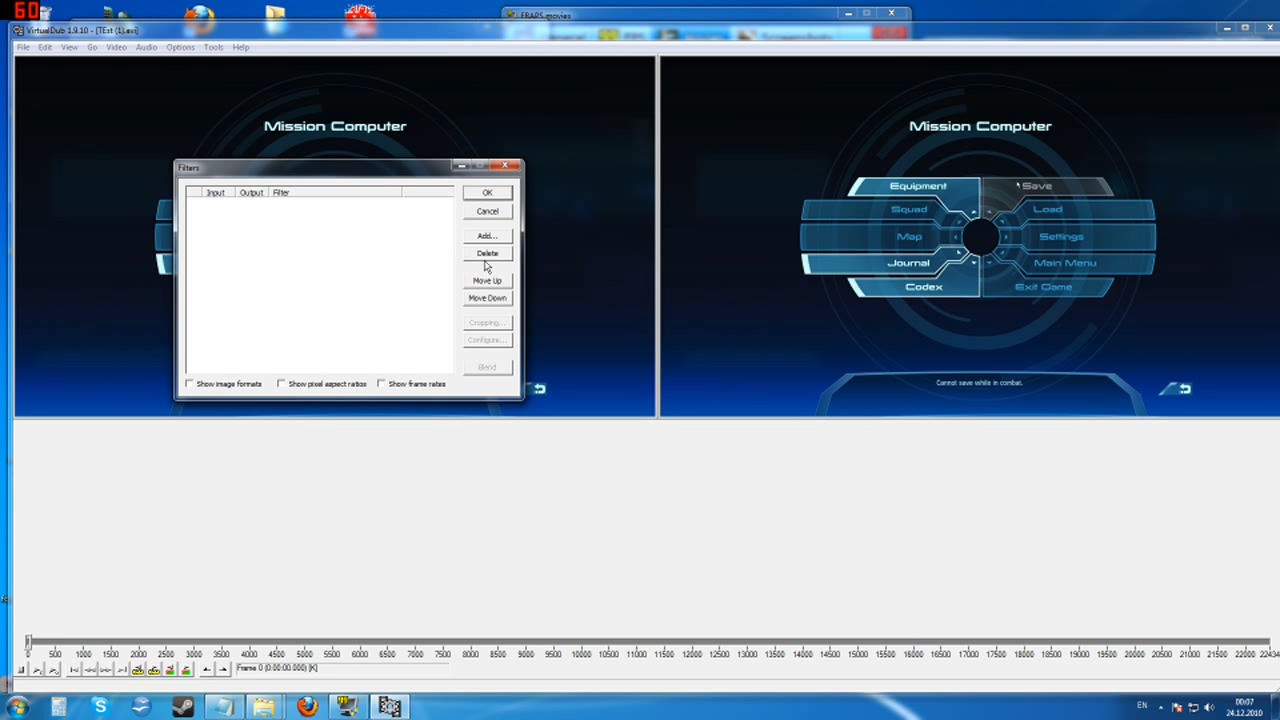 60
FRAPS movies
VirtualDub 1.9.10 - [TEst (1).avi]
File Edit View Go Video Audio Options Tools Help
Mission Computer
Mission Computer
Filters
Input Output Filter
OK
Cancel
Add...
Delete
Move Up
Move Down
Cropping...
Configure...
Blend
Show image formats Show pixel aspect ratios Show frame rates
Equipment Save
Squad Load
Map Settings
Journal Main Menu
Codex Exit Game
Cannot save while in combat.
0 500 1000 1500 2000 2500 3000 3500 4000 4500 5000 5500 6000 6500 7000 7500 8000 8500 9000 9500 10000 10500 11000 11500 12000 12500 13000 13500 14000 14500 15000 15500 16000 16500 17000 17500 18000 18500 19000 19500 20000 20500 21000 21500 22000 22434
Frame 0 (0:00:00.000) [K]
EN
00:07
24.12.2010